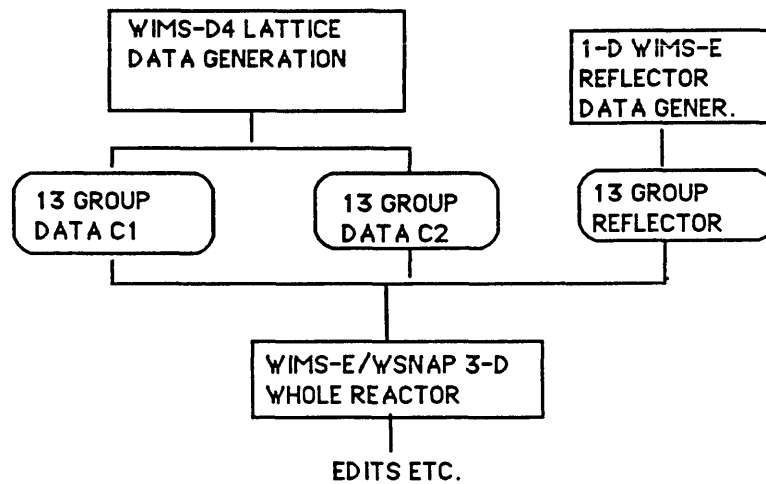 WIMS-D4 LATTICE
DATA GENERATION
1-D WIMS-E
REFLECTOR
DATA GENER.
13 GROUP
DATA C1
13 GROUP
DATA C2
13 GROUP
REFLECTOR
WIMS-E/WSNAP 3-D
WHOLE REACTOR
EDITS ETC.